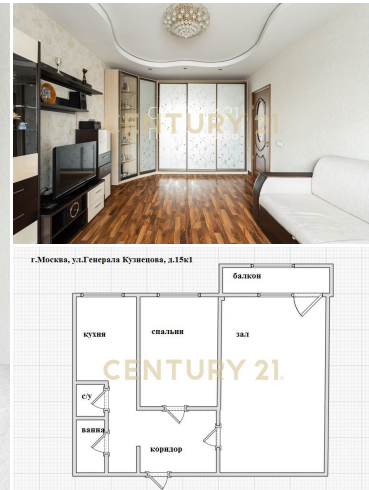 CENTURY 21
г.Москва, ул.Генерала Кузнецова, д.15к1
балкон
кухня
спальня
зал
CENTURY 21.
с/у
ванна
коридор